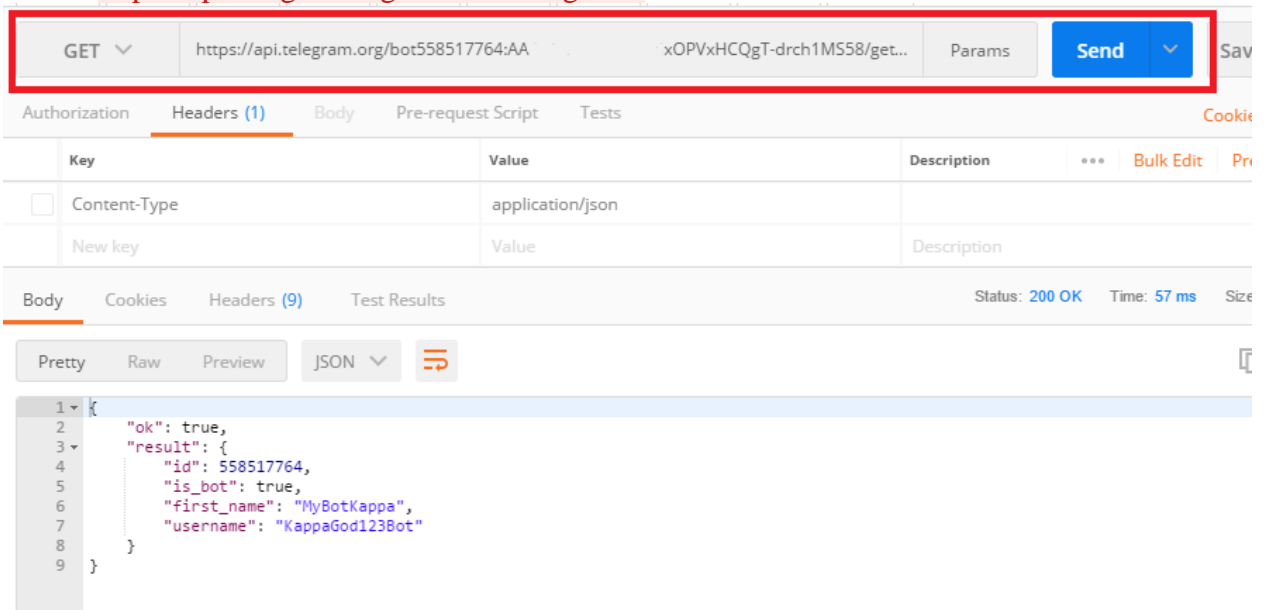 GET https://api.telegram.org/bot558517764:AA xOPVxHCQgT-drch1MS58/get... Params Send Sav
Authorization Headers (1) Body Pre-request Script Tests Cookie
Key Value Description ••• Bulk Edit Pre
Content-Type application/json
New key Value Description
Body Cookies Headers (9) Test Results Status: 200 OK Time: 57 ms Size
Pretty Raw Preview JSON
1 {
2 "ok": true,
3 "result": {
4 "id": 558517764,
5 "is_bot": true,
6 "first_name": "MyBotKappa",
7 "username": "KappaGod123Bot"
8 }
9 }